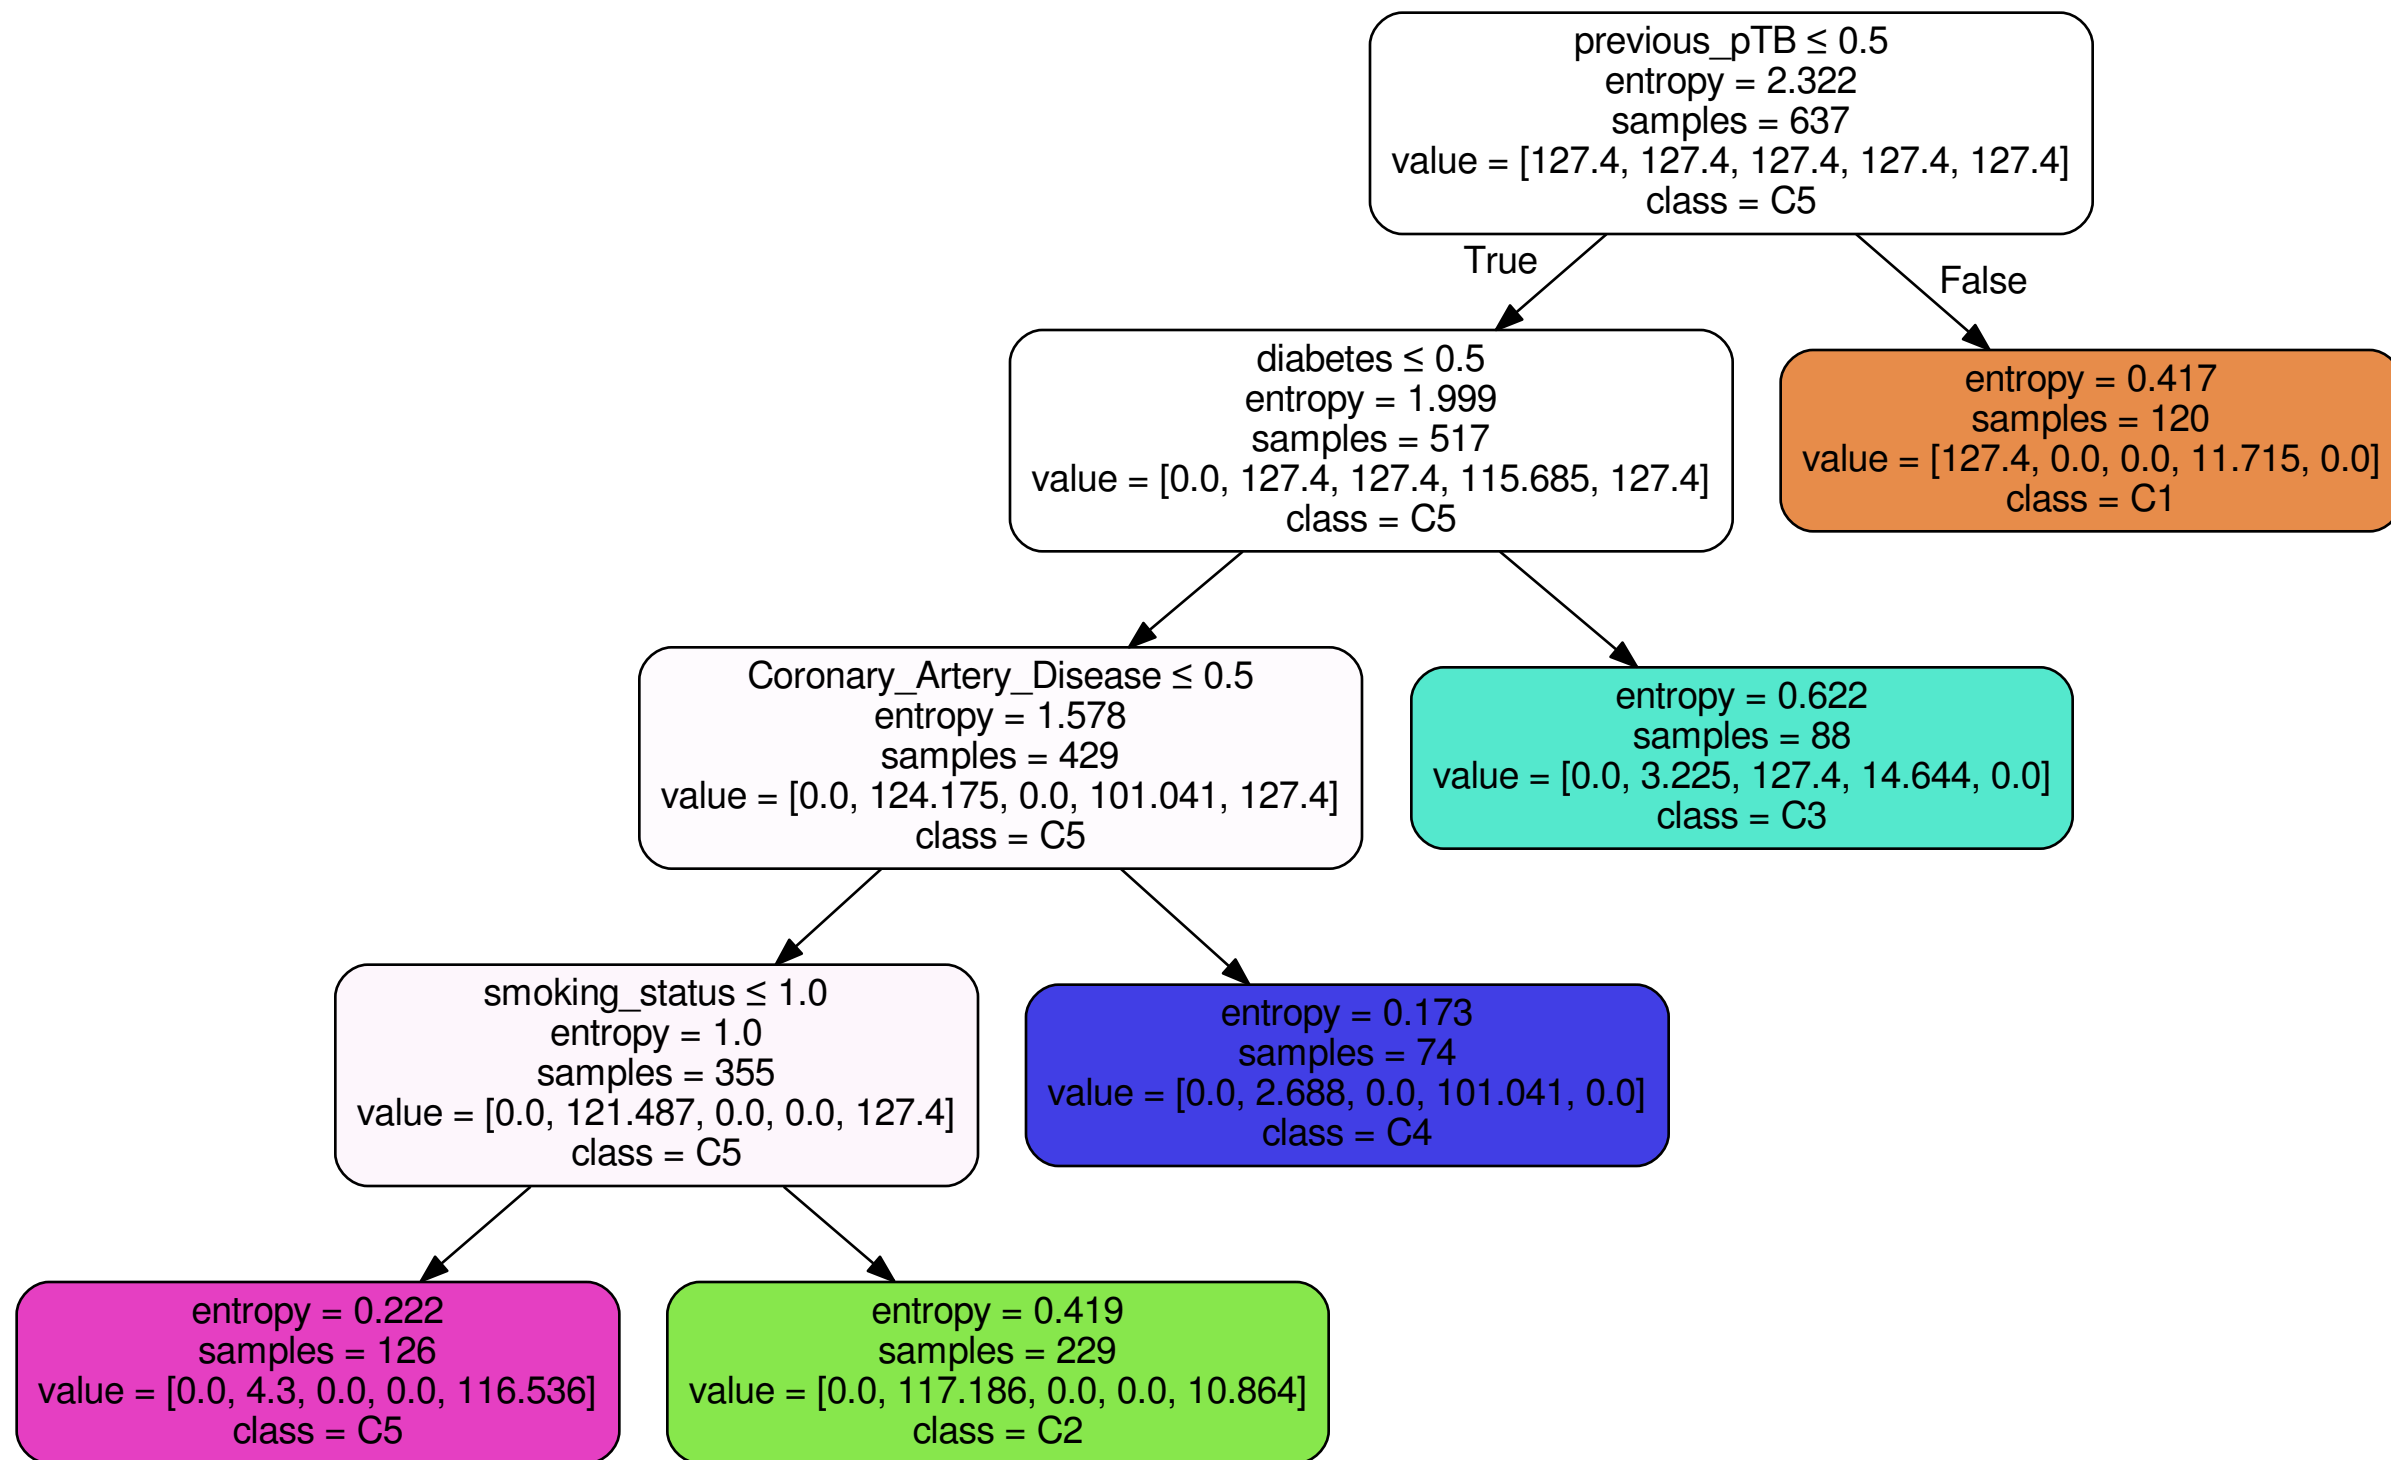 previous_pTB ≤ 0.5
entropy = 2.322
samples = 637
value = [127.4, 127.4, 127.4, 127.4, 127.4]
class = C5
True
False
diabetes ≤ 0.5
entropy = 1.999
samples = 517
value = [0.0, 127.4, 127.4, 115.685, 127.4]
class = C5
entropy = 0.417
samples = 120
value = [127.4, 0.0, 0.0, 11.715, 0.0]
class = C1
Coronary_Artery_Disease ≤ 0.5
entropy = 1.578
samples = 429
value = [0.0, 124.175, 0.0, 101.041, 127.4]
class = C5
entropy = 0.622
samples = 88
value = [0.0, 3.225, 127.4, 14.644, 0.0]
class = C3
smoking_status ≤ 1.0
entropy = 1.0
samples = 355
value = [0.0, 121.487, 0.0, 0.0, 127.4]
class = C5
entropy = 0.173
samples = 74
value = [0.0, 2.688, 0.0, 101.041, 0.0]
class = C4
entropy = 0.222
samples = 126
value = [0.0, 4.3, 0.0, 0.0, 116.536]
class = C5
entropy = 0.419
samples = 229
value = [0.0, 117.186, 0.0, 0.0, 10.864]
class = C2